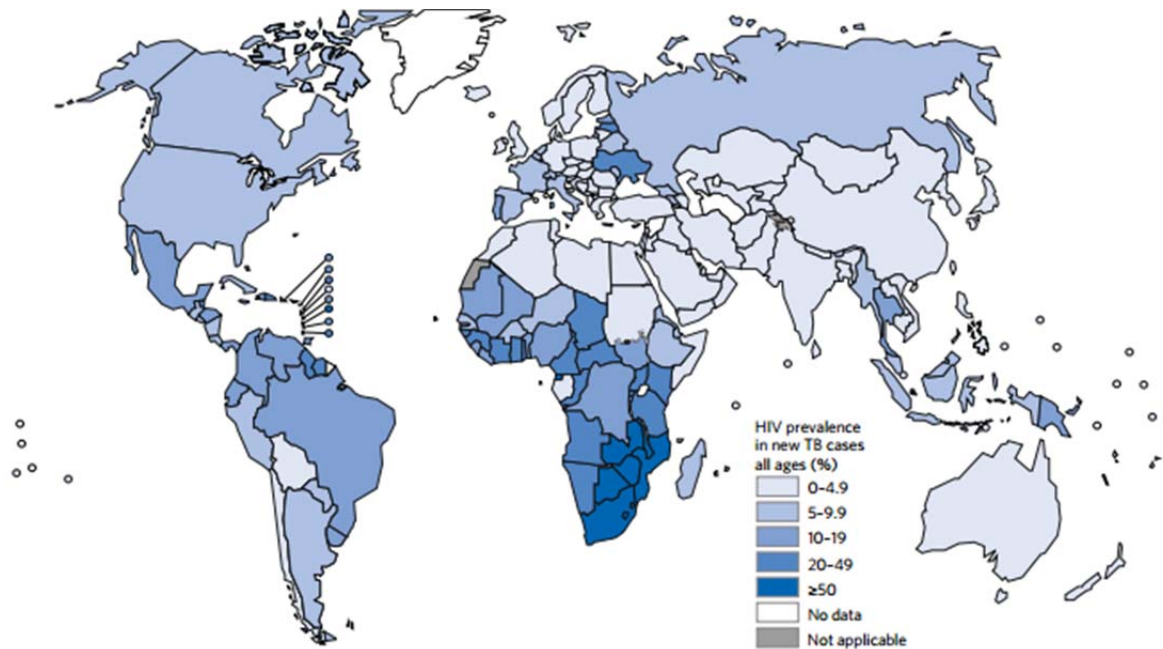 HIV prevalence
in new TB cases
all ages (%)
0–4.9
5–9.9
10–19
20–49
≥50
No data
Not applicable